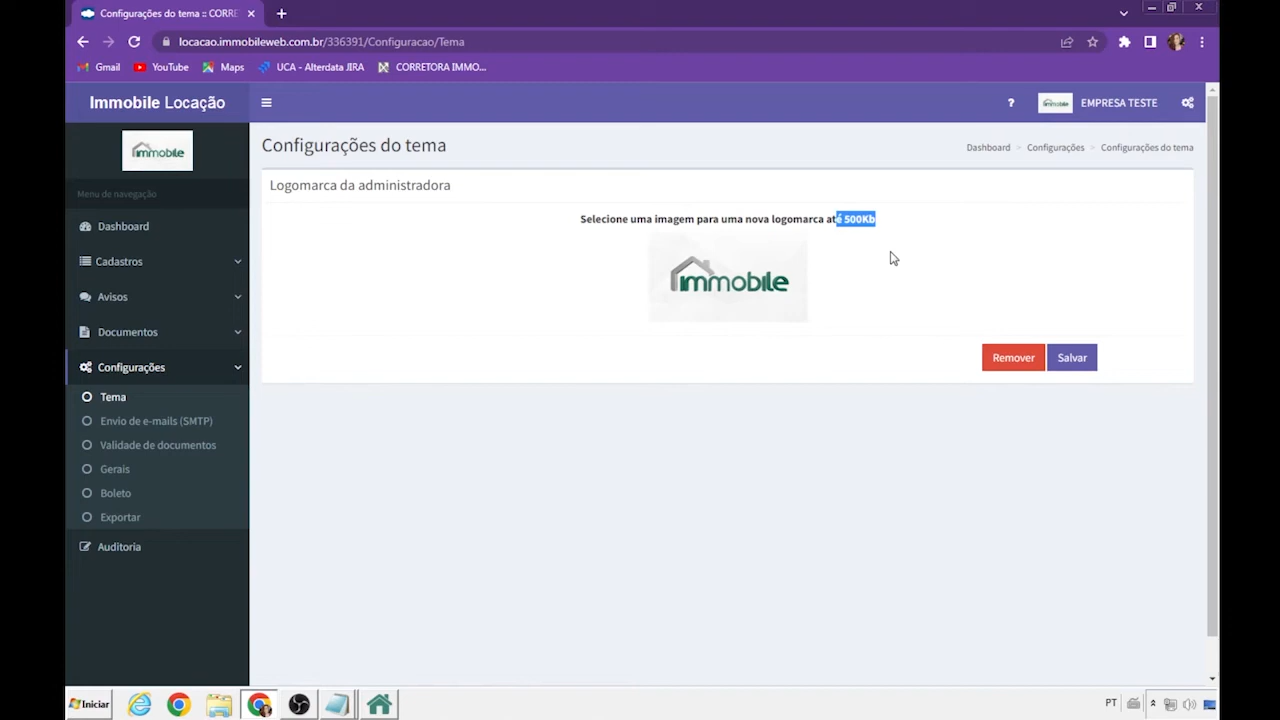 Configurações do tema :: CORRE
locacao.immobileweb.com.br/336391/Configuracao/Tema
Gmail
YouTube
Maps
UCA - Alterdata JIRA
CORRETORA IMMO...
Immobile Locação
?
immobile
EMPRESA TESTE
immobile
Configurações do tema
Dashboard > Configurações > Configurações do tema
Menu de navegação
Logomarca da administradora
Selecione uma imagem para uma nova logomarca até 500Kb
immobile
Remover
Salvar
Dashboard
Cadastros
Avisos
Documentos
Configurações
Tema
Envio de e-mails (SMTP)
Validade de documentos
Gerais
Boleto
Exportar
Auditoria
Iniciar
PT